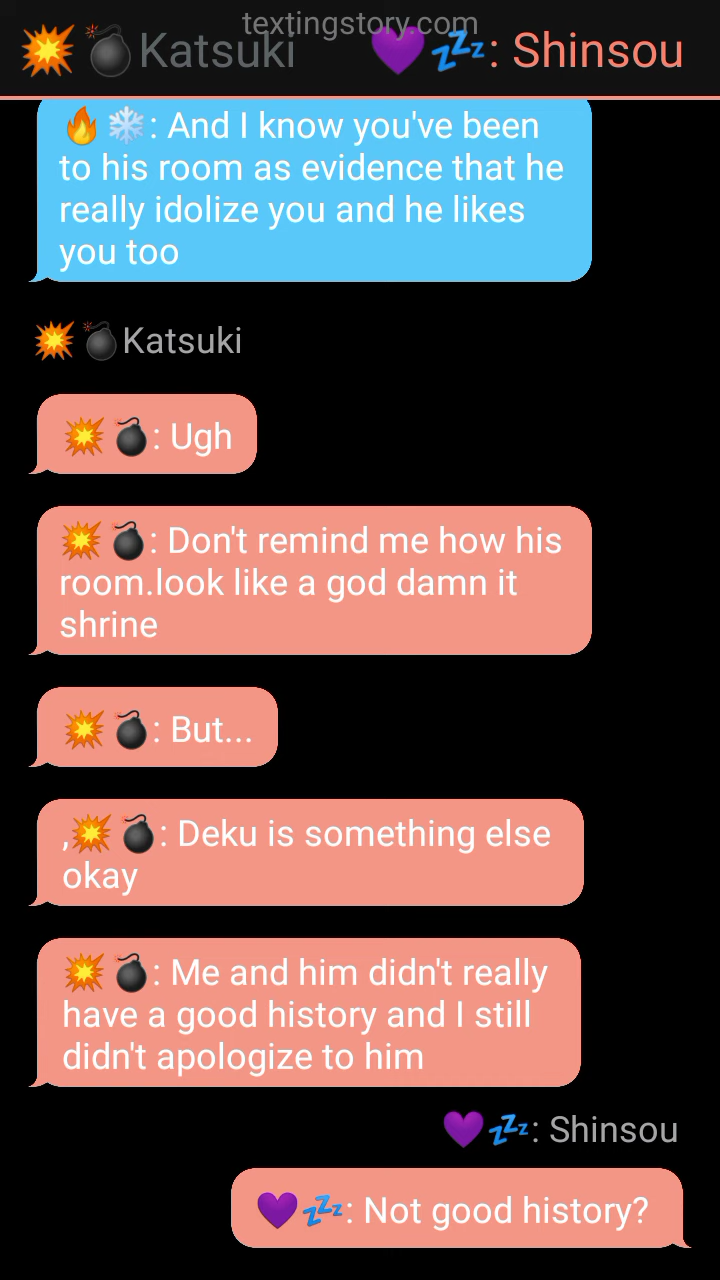 textingstory.com
💥💣Katsuki 💜💤: Shinsou
🔥❄️: And I know you've been
to his room as evidence that he
really idolize you and he likes
you too
💥💣Katsuki
💥💣: Ugh
💥💣: Don't remind me how his
room.look like a god damn it
shrine
💥💣: But...
,💥💣: Deku is something else
okay
💥💣: Me and him didn't really
have a good history and I still
didn't apologize to him
💜💤: Shinsou
💜💤: Not good history?